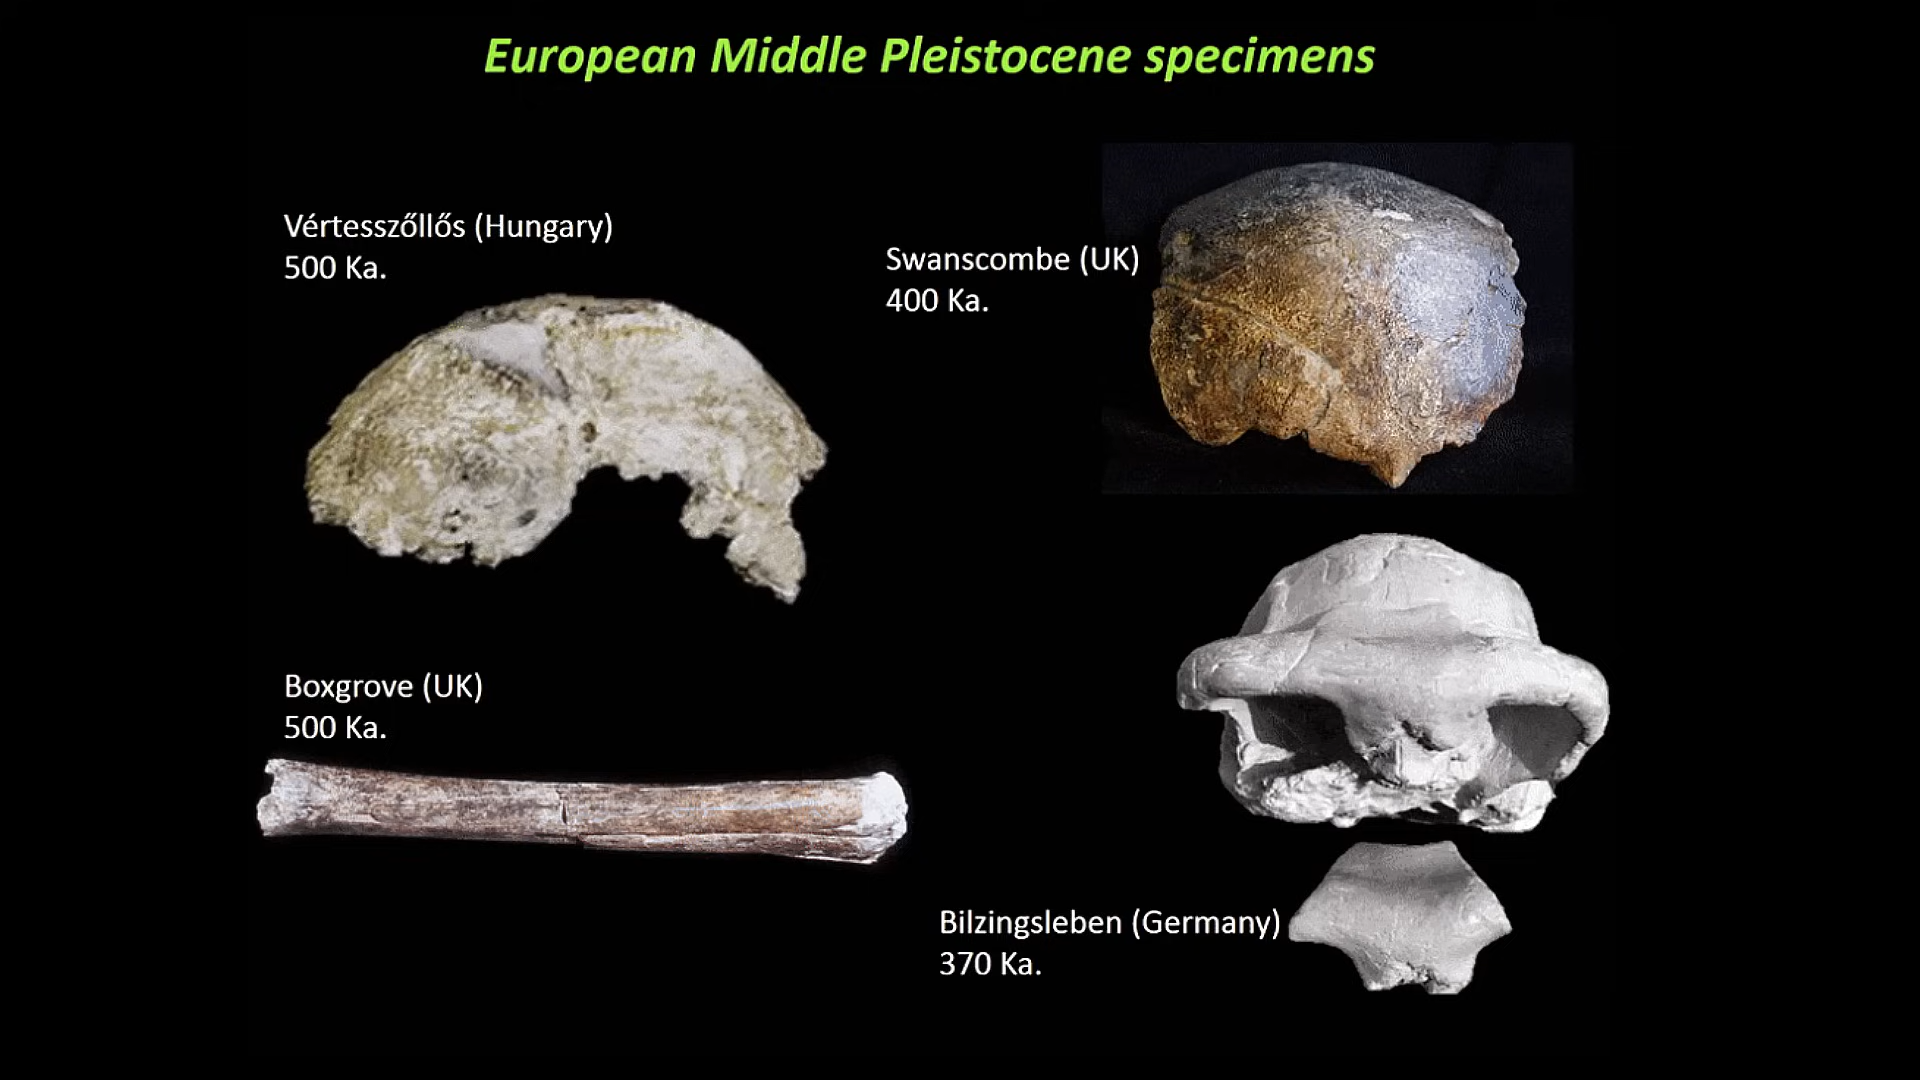 European Middle Pleistocene specimens
Vértesszőllős (Hungary)
500 Ka.
Swanscombe (UK)
400 Ka.
Boxgrove (UK)
500 Ka.
Bilzingsleben (Germany)
370 Ka.